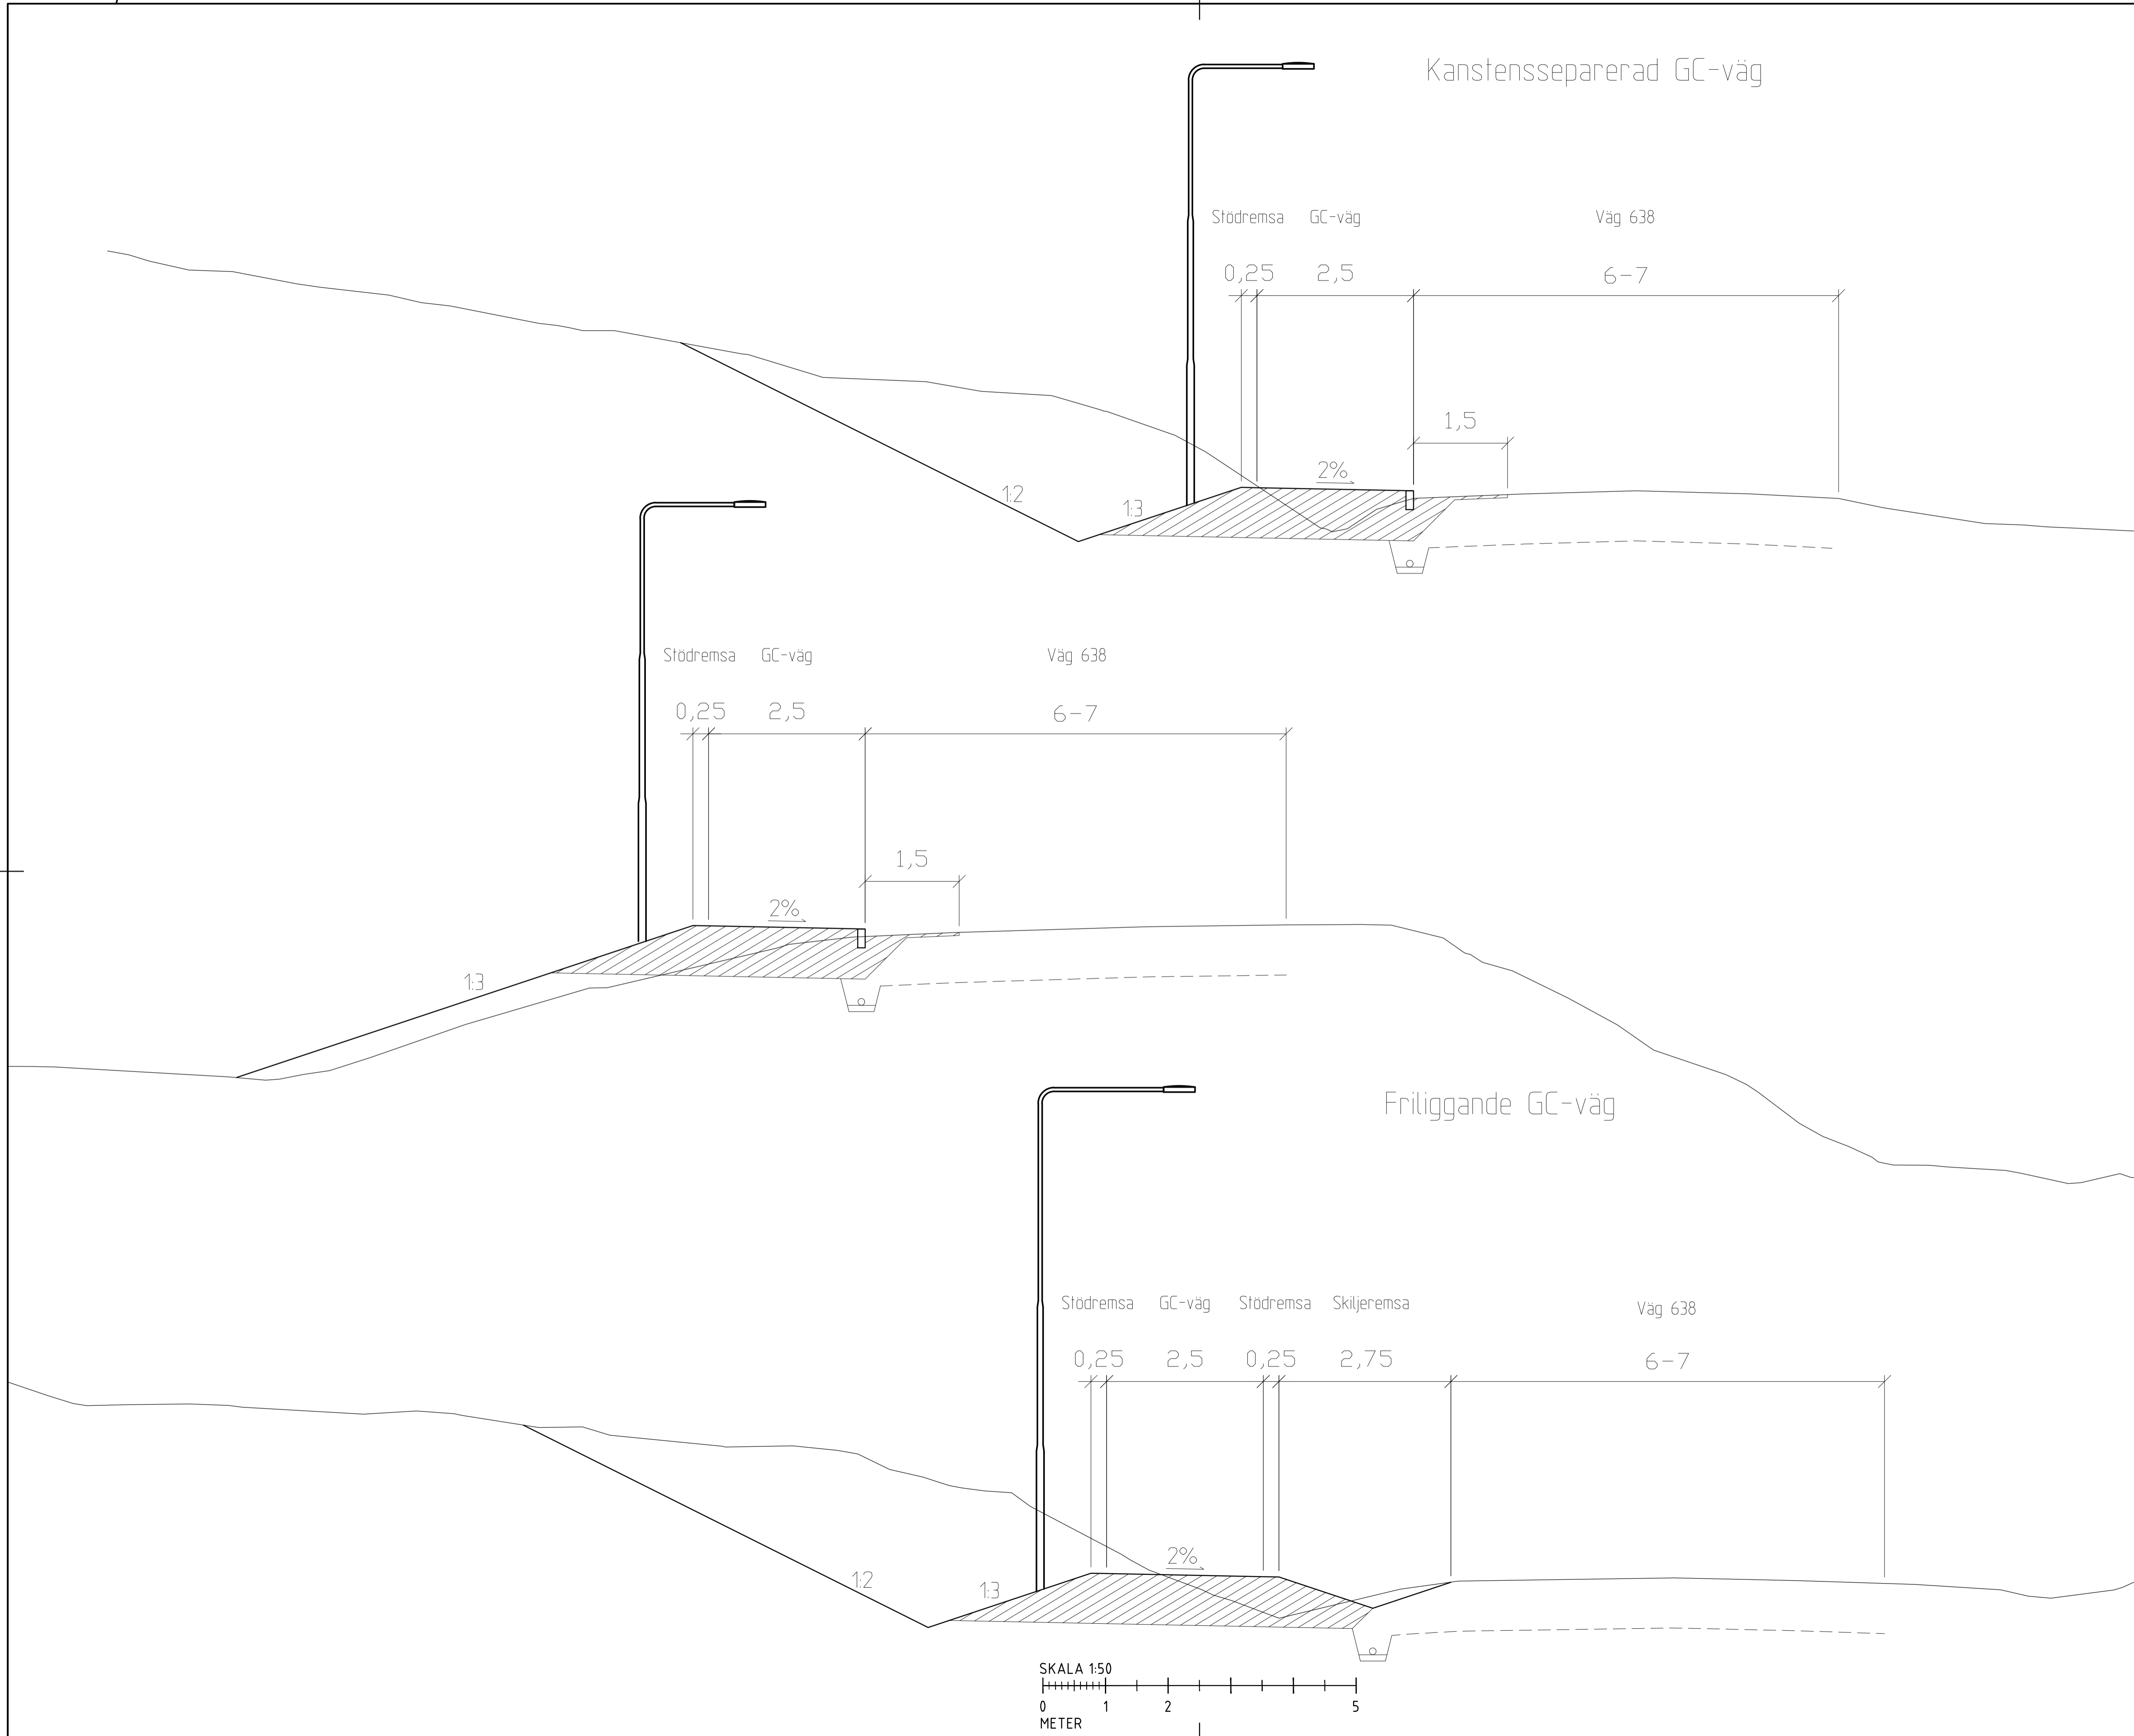 Kanstensseparerad GC-väg
Stödremsa GC-väg Väg 638
0,25 2,5 6-7
1,5
2%
1:2
1:3
Stödremsa GC-väg Väg 638
0,25 2,5 6-7
1,5
2%
1:3
Friliggande GC-väg
Stödremsa GC-väg Stödremsa Skiljeremsa Väg 638
0,25 2,5 0,25 2,75 6-7
2%
1:2
1:3
SKALA 1:50
0 1 2 5
METER